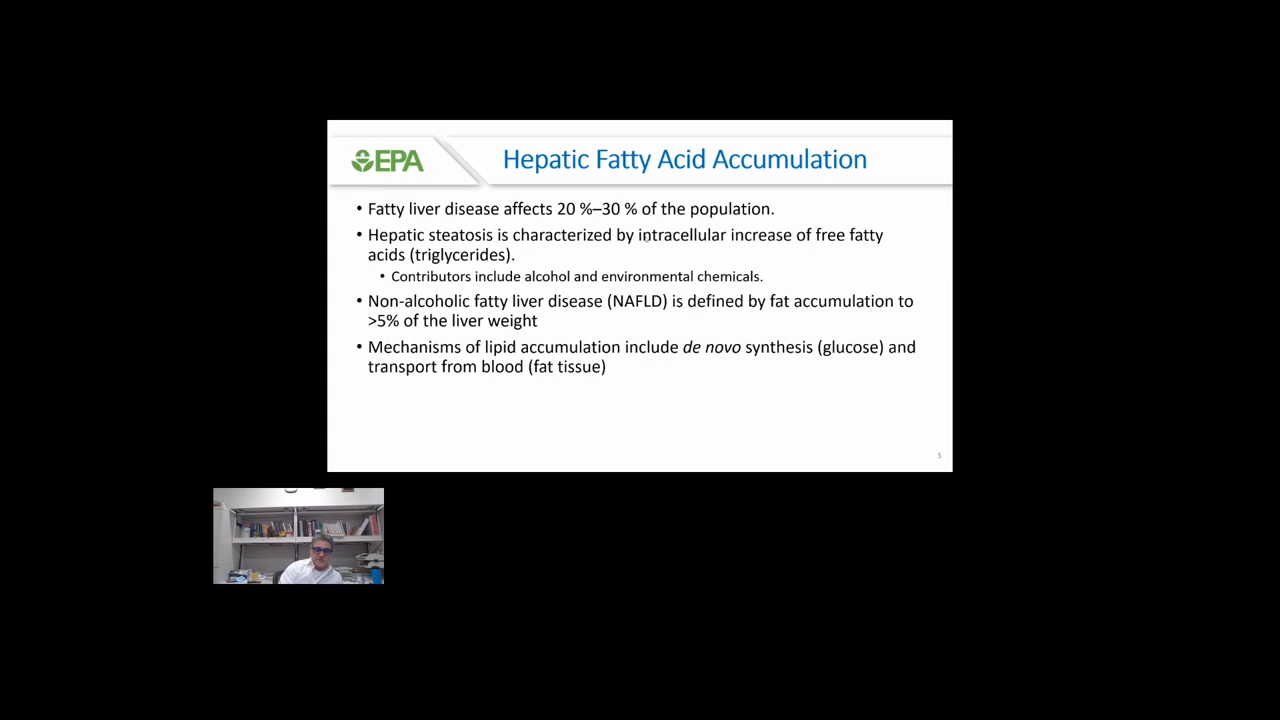 EPA
Hepatic Fatty Acid Accumulation
• Fatty liver disease affects 20 %–30 % of the population.
• Hepatic steatosis is characterized by intracellular increase of free fatty
acids (triglycerides).
• Contributors include alcohol and environmental chemicals.
• Non-alcoholic fatty liver disease (NAFLD) is defined by fat accumulation to
>5% of the liver weight
• Mechanisms of lipid accumulation include de novo synthesis (glucose) and
transport from blood (fat tissue)
5